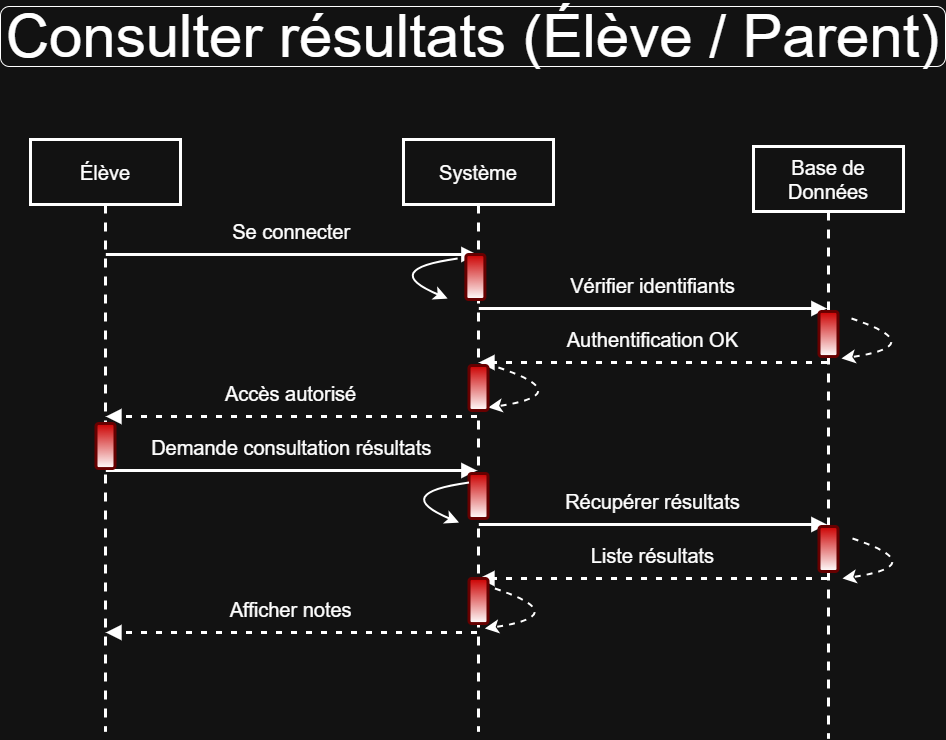 Consulter résultats (Élève / Parent)
Élève
Système
Base de
Données
Se connecter
Vérifier identifiants
Authentification OK
Accès autorisé
Demande consultation résultats
Récupérer résultats
Liste résultats
Afficher notes